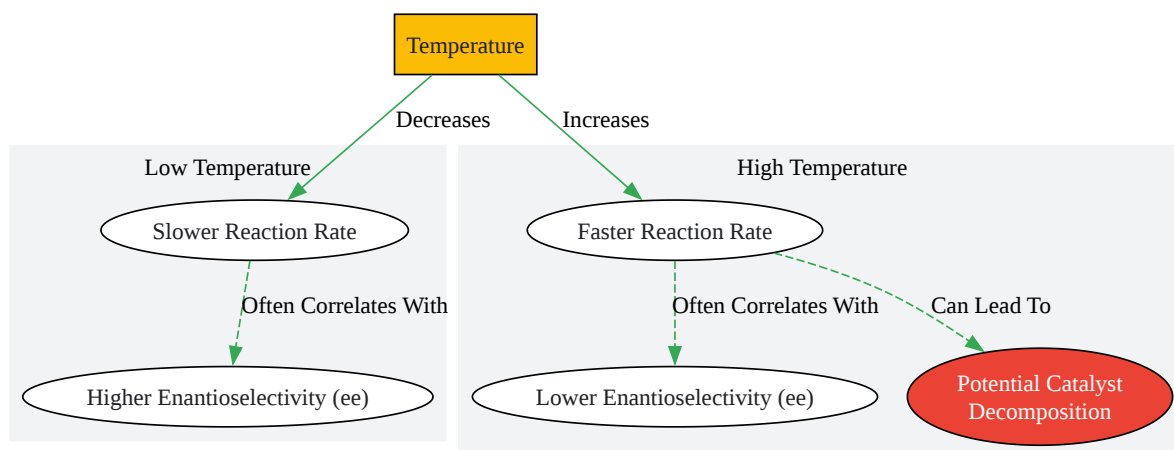 Temperature
Decreases
Increases
Low Temperature
High Temperature
Slower Reaction Rate
Faster Reaction Rate
Often Correlates With
Often Correlates With
Can Lead To
Higher Enantioselectivity (ee)
Lower Enantioselectivity (ee)
Potential Catalyst
Decomposition